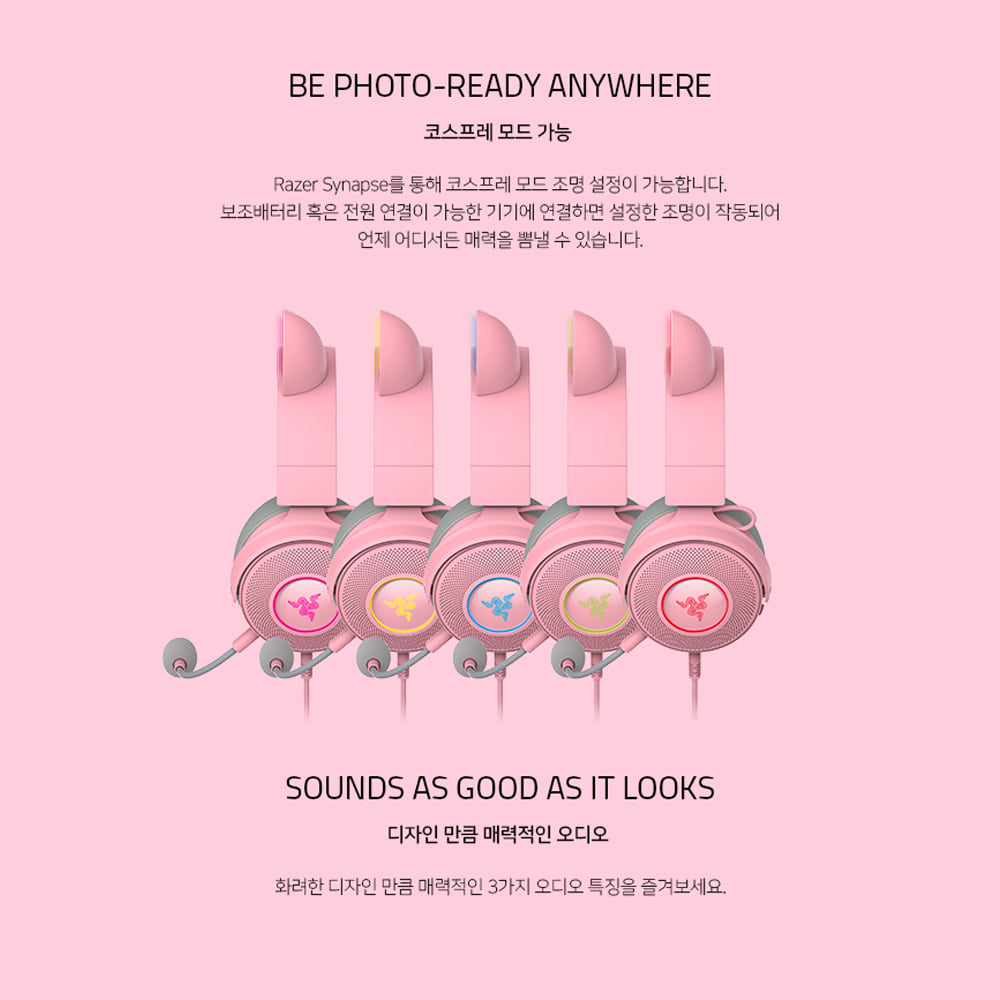 BE PHOTO-READY ANYWHERE
코스프레 모드 가능
Razer Synapse를 통해 코스프레 모드 조명 설정이 가능합니다.
보조배터리 혹은 전원 연결이 가능한 기기에 연결하면 설정한 조명이 작동되어
언제 어디서든 매력을 뽐낼 수 있습니다.
SOUNDS AS GOOD AS IT LOOKS
디자인 만큼 매력적인 오디오
화려한 디자인 만큼 매력적인 3가지 오디오 특징을 즐겨보세요.